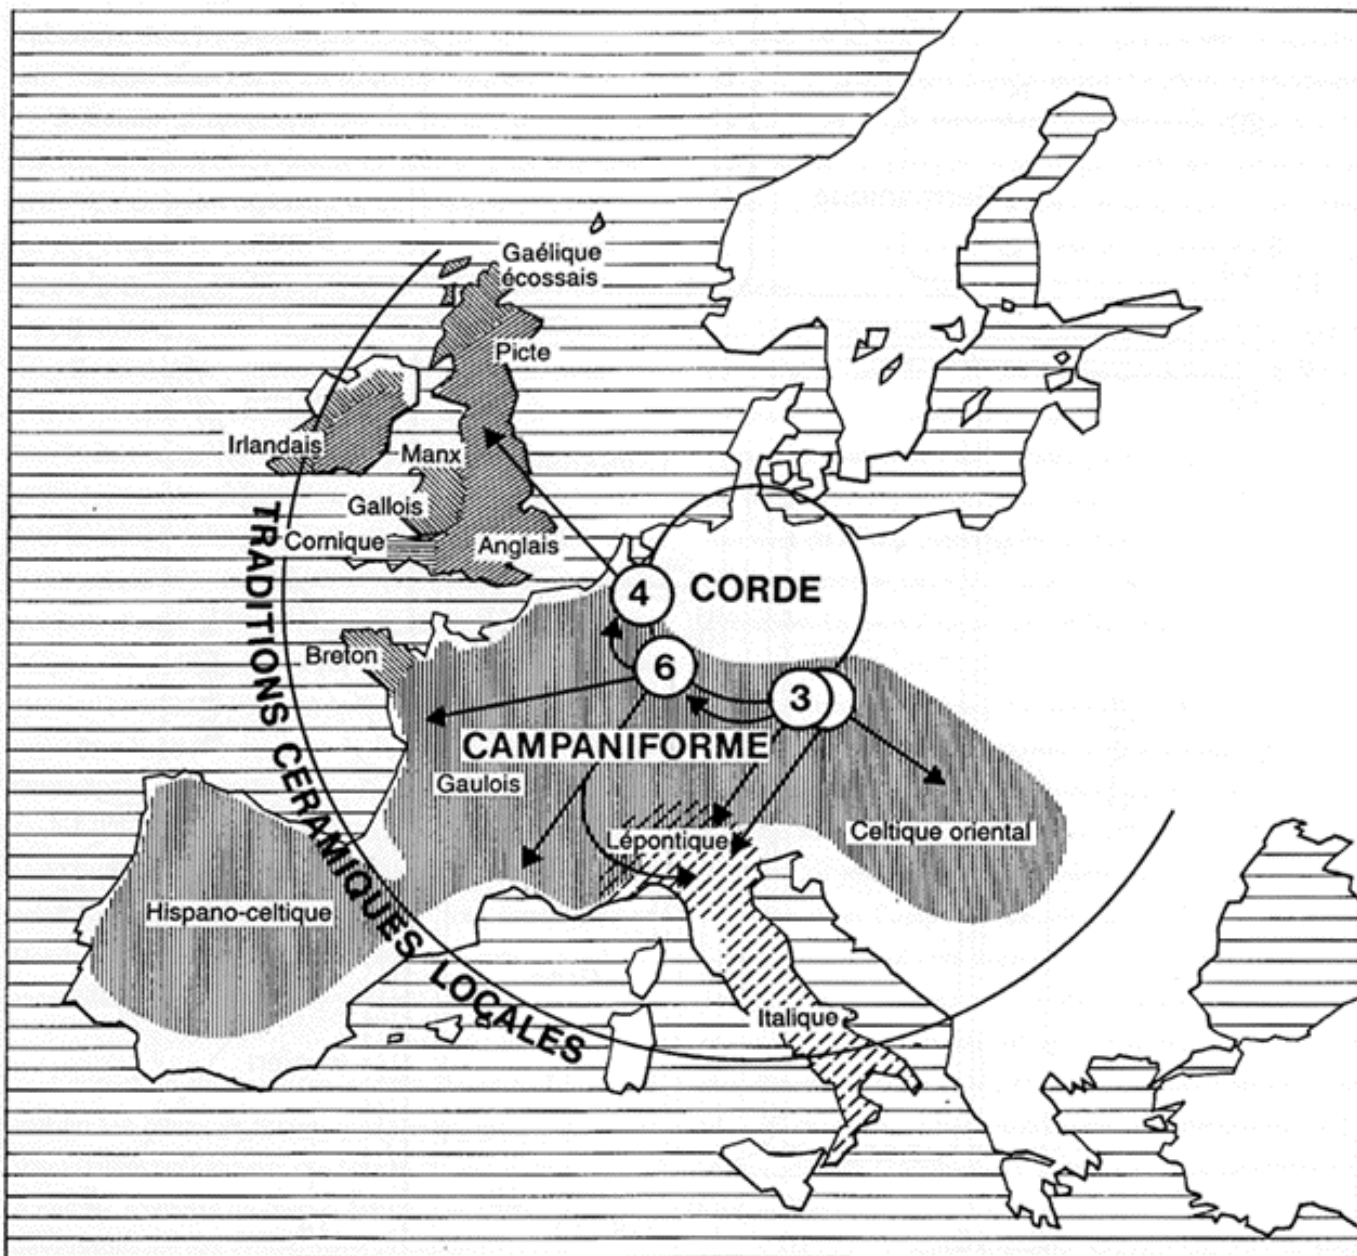 Gaélique
écossais
Picte
Irlandais
Manx
Gallois
Cornique
Anglais
4
CORDE
Breton
6
3
CAMPANIFORME
Gaulois
Lépontique
Celtique oriental
Hispano-celtique
Italique
TRADITIONS CERAMIQUES LOCALES